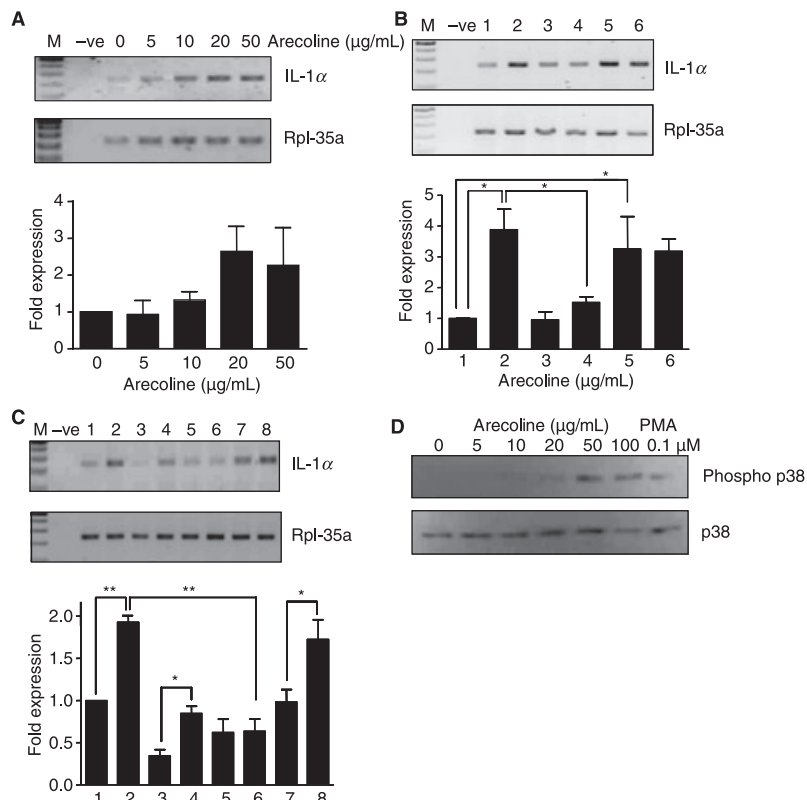 A
M –ve 0 5 10 20 50 Arecoline (µg/mL)
IL-1α
Rpl-35a
4
3
2
1
0
Fold expression
0 5 10 20 50
Arecoline (µg/mL)
B
M –ve 1 2 3 4 5 6
IL-1α
Rpl-35a
* * *
5
4
3
2
1
0
Fold expression
1 2 3 4 5 6
Arecoline (µg/mL)
C
M –ve 1 2 3 4 5 6 7 8
IL-1α
Rpl-35a
** ** * *
2.0
1.0
0.5
0.0
Fold expression
1 2 3 4 5 6 7 8
D
Arecoline (µg/mL) PMA
0 5 10 20 50 100 0.1 µM
Phospho p38
p38